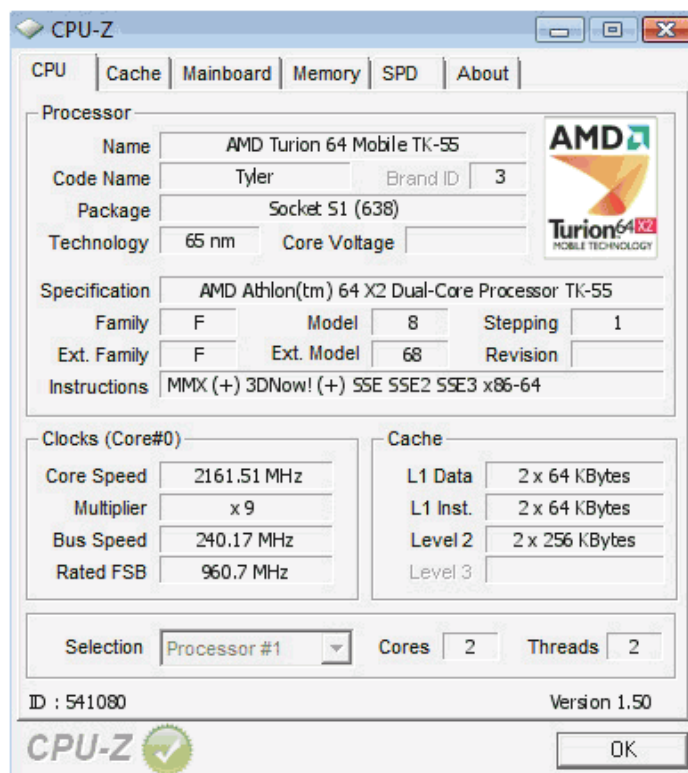 CPU-Z
CPU Cache Mainboard Memory SPD About
Processor
Name AMD Turion 64 Mobile TK-55
Code Name Tyler Brand ID 3
Package Socket S1 (638)
Technology 65 nm Core Voltage
AMD
Turion 64 X2
MOBILE TECHNOLOGY
Specification AMD Athlon(tm) 64 X2 Dual-Core Processor TK-55
Family F Model 8 Stepping 1
Ext. Family F Ext. Model 68 Revision
Instructions MMX (+) 3DNow! (+) SSE SSE2 SSE3 x86-64
Clocks (Core#0)
Core Speed 2161.51 MHz
Multiplier x 9
Bus Speed 240.17 MHz
Rated FSB 960.7 MHz
Cache
L1 Data 2 x 64 KBytes
L1 Inst. 2 x 64 KBytes
Level 2 2 x 256 KBytes
Level 3
Selection Processor #1 Cores 2 Threads 2
ID : 541080 Version 1.50
CPU-Z OK